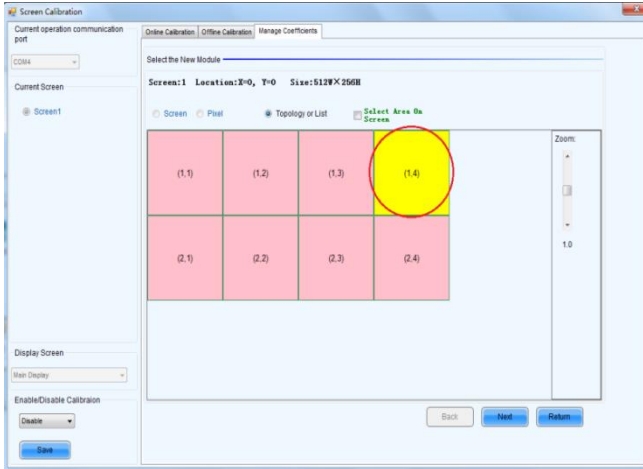 Screen Calibration
Current operation communication
port
COM4
Current Screen
Screen1
Display Screen
Main Display
Enable/Disable Calibraion
Disable
Save
Online Calibration Offline Calibration Manage Coefficients
Select the New Module
Screen:1 Location:X=0, Y=0 Size:512W×256H
Screen Pixel Topology or List Select Area On
Screen
(1,1) (1,2) (1,3) (1,4)
(2,1) (2,2) (2,3) (2,4)
Zoom:
1.0
Back Next Return